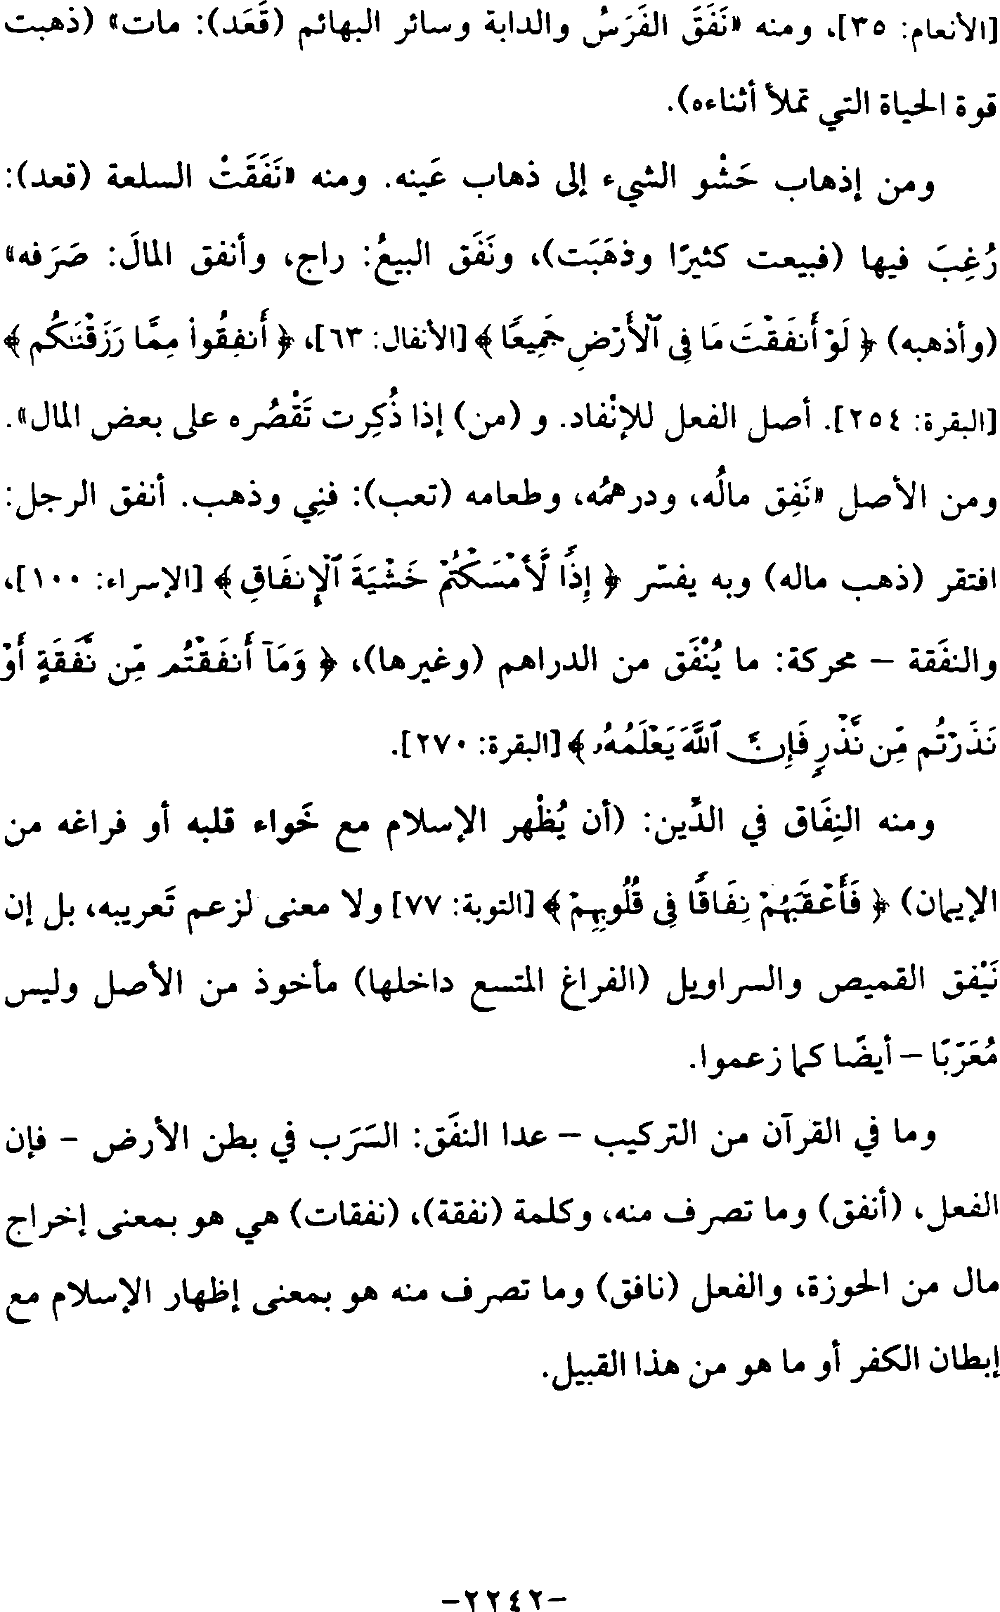 [الأنعام: ٣٥]، ومنه «نَفَقَ الفَرَسُ والدابة وسائر البهائم (قَعَد): مات» (ذهبت
قوة الحياة التي تملأ أثناءه).
ومن إذهاب حَشْو الشيء إلى ذهاب عَينه. ومنه «نَفَقَتْ السلعة (قعد):
رُغِبَ فيها (فبيعت كثيرًا وذهَبَت)، ونَفَق البيعُ: راج، وأنفق المالَ: صَرَفه»
(وأذهبه) ﴿ لَوْ أَنفَقْتَ مَا فِى ٱلْأَرْضِ جَمِيعًا ﴾ [الأنفال: ٦٣]، ﴿ أَنفِقُوا۟ مِمَّا رَزَقْنَٰكُم ﴾
[البقرة: ٢٥٤]. أصل الفعل للإنْفاد. و (من) إذا ذُكِرت تَقْصُره على بعض المال».
ومن الأصل «نَفِق مالُه، ودرهمُه، وطعامه (تعب): فنِي وذهب. أنفق الرجل:
افتقر (ذهب ماله) وبه يفسّر ﴿ إِذًا لَّأَمْسَكْتُمْ خَشْيَةَ ٱلْإِنفَاقِ ﴾ [الإسراء: ١٠٠]،
والنفَقة – محركة: ما يُنْفَق من الدراهم (وغيرها)، ﴿ وَمَآ أَنفَقْتُم مِّن نَّفَقَةٍ أَوْ
نَذَرْتُم مِّن نَّذْرٍ فَإِنَّ ٱللَّهَ يَعْلَمُهُۥ ﴾ [البقرة: ٢٧٠].
ومنه النِفَاق في الدِّين: (أن يُظْهر الإسلام مع خَواء قلبه أو فراغه من
الإيمان) ﴿ فَأَعْقَبَهُمْ نِفَاقًا فِى قُلُوبِهِمْ ﴾ [التوبة: ٧٧] ولا معنى لزعم تَعريبه، بل إن
نَيْفق القميص والسراويل (الفراغ المتسع داخلها) مأخوذ من الأصل وليس
مُعَرَّبًا – أيضًا كما زعموا.
وما في القرآن من التركيب – عدا النفَق: السَرَب في بطن الأرض – فإن
الفعل، (أنفق) وما تصرف منه، وكلمة (نفقة)، (نفقات) هي هو بمعنى إخراج
مال من الحوزة، والفعل (نافق) وما تصرف منه هو بمعنى إظهار الإسلام مع
إبطان الكفر أو ما هو من هذا القبيل.
-٢٢٤٢-